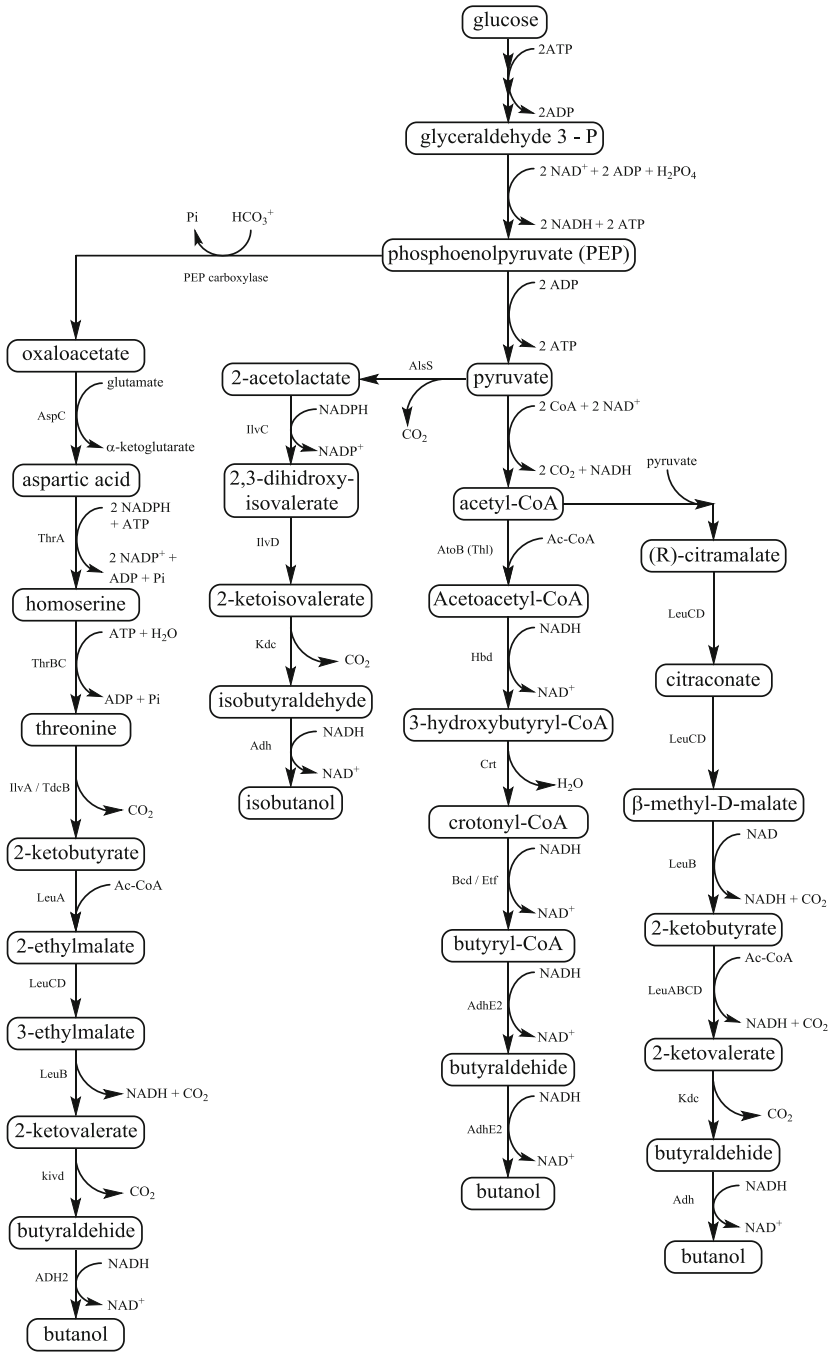 glucose
2ATP
2ADP
glyceraldehyde 3 - P
2 NAD⁺ + 2 ADP + H₂PO₄
2 NADH + 2 ATP
phosphoenolpyruvate (PEP)
Pi
HCO₃⁺
PEP carboxylase
2 ADP
2 ATP
oxaloacetate
glutamate
AspC
α-ketoglutarate
aspartic acid
2 NADPH
+ ATP
ThrA
2 NADP⁺ +
ADP + Pi
homoserine
ATP + H₂O
ThrBC
ADP + Pi
threonine
IlvA / TdcB
CO₂
2-ketobutyrate
LeuA
Ac-CoA
2-ethylmalate
LeuCD
3-ethylmalate
LeuB
NADH + CO₂
2-ketovalerate
kivd
CO₂
butyraldehide
NADH
ADH2
NAD⁺
butanol
pyruvate
AlsS
CO₂
2-acetolactate
NADPH
IlvC
NADP⁺
2,3-dihidroxy-
isovalerate
IlvD
2-ketoisovalerate
Kdc
CO₂
isobutyraldehyde
NADH
Adh
NAD⁺
isobutanol
2 CoA + 2 NAD⁺
2 CO₂ + NADH
acetyl-CoA
AtoB (Thl)
Ac-CoA
Acetoacetyl-CoA
NADH
Hbd
NAD⁺
3-hydroxybutyryl-CoA
Crt
H₂O
crotonyl-CoA
NADH
Bcd / Etf
NAD⁺
butyryl-CoA
NADH
AdhE2
NAD⁺
butyraldehide
NADH
AdhE2
NAD⁺
butanol
pyruvate
(R)-citramalate
LeuCD
citraconate
LeuCD
β-methyl-D-malate
NAD
LeuB
NADH + CO₂
2-ketobutyrate
Ac-CoA
LeuABCD
NADH + CO₂
2-ketovalerate
Kdc
CO₂
butyraldehide
NADH
Adh
NAD⁺
butanol